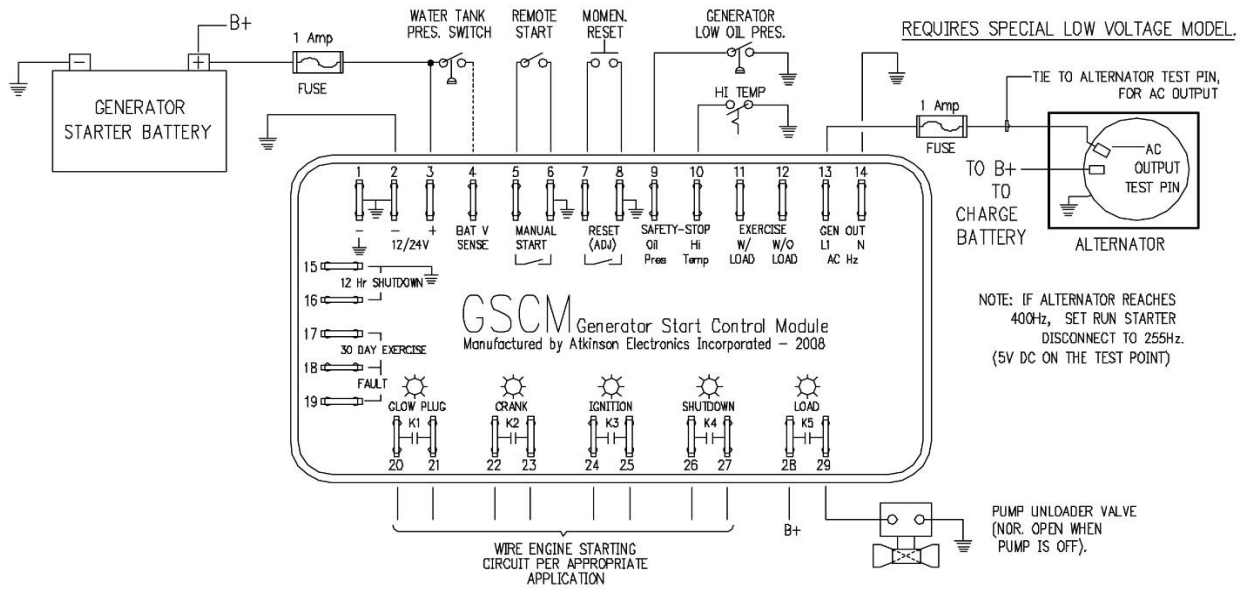 B+
1 Amp
FUSE
- +
GENERATOR
STARTER BATTERY
WATER TANK
PRES. SWITCH
REMOTE
START
MOMEN.
RESET
GENERATOR
LOW OIL PRES.
HI TEMP
REQUIRES SPECIAL LOW VOLTAGE MODEL.
TIE TO ALTERNATOR TEST PIN,
FOR AC OUTPUT
1 Amp
FUSE
AC
OUTPUT
TEST PIN
TO B+
TO
CHARGE
BATTERY
ALTERNATOR
1 2 3 4 5 6 7 8 9 10 11 12 13 14
- - +
12/24V
BAT V
SENSE
MANUAL
START
RESET
(ADJ)
SAFETY-STOP
Oil
Pres
Hi
Temp
EXERCISE
W/
LOAD
W/O
LOAD
GEN OUT
L1 N
AC Hz
15
12 Hr SHUTDOWN
16
17
30 DAY EXERCISE
18
FAULT
19
GSCM Generator Start Control Module
Manufactured by Atkinson Electronics Incorporated - 2008
NOTE: IF ALTERNATOR REACHES
400Hz, SET RUN STARTER
DISCONNECT TO 255Hz.
(5V DC ON THE TEST POINT)
GLOW PLUG
K1
CRANK
K2
IGNITION
K3
SHUTDOWN
K4
LOAD
K5
20 21 22 23 24 25 26 27 28 29
B+
WIRE ENGINE STARTING
CIRCUIT PER APPROPRIATE
APPLICATION
PUMP UNLOADER VALVE
(NOR. OPEN WHEN
PUMP IS OFF).